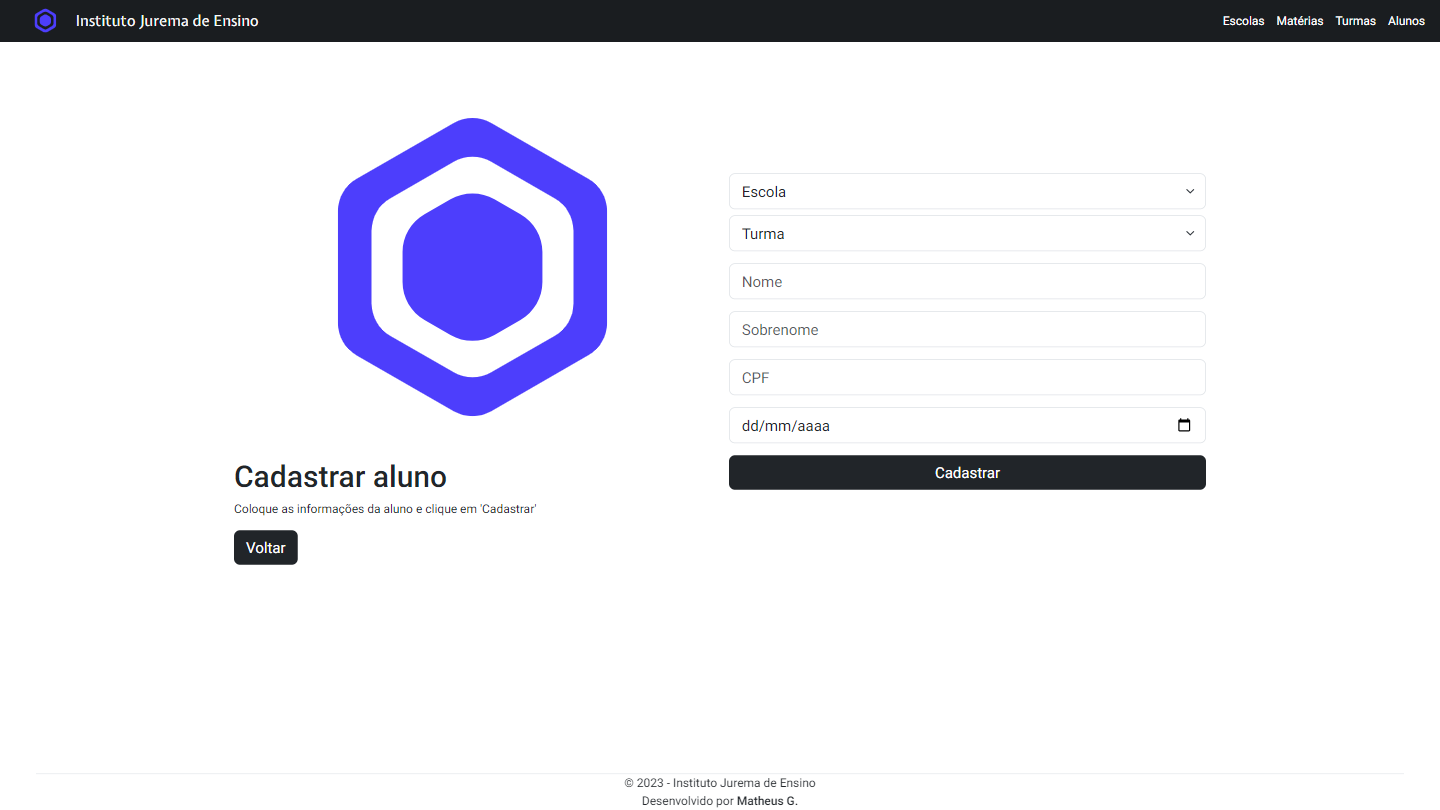 Instituto Jurema de Ensino
Escolas Matérias Turmas Alunos
Cadastrar aluno
Coloque as informações da aluno e clique em 'Cadastrar'
Voltar
Escola
Turma
Nome
Sobrenome
CPF
dd/mm/aaaa
Cadastrar
© 2023 - Instituto Jurema de Ensino
Desenvolvido por Matheus G.